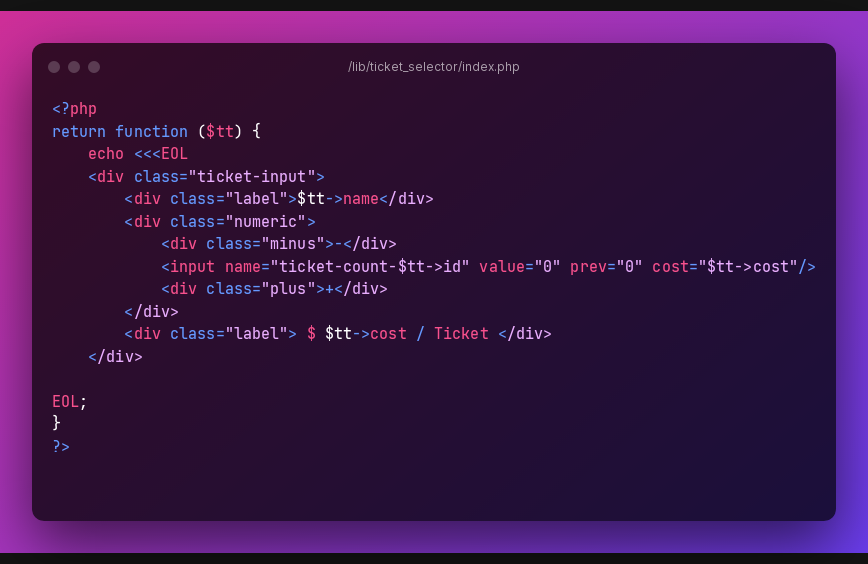 /lib/ticket_selector/index.php
<?php
return function ($tt) {
    echo <<<EOL
    <div class="ticket-input">
        <div class="label">$tt->name</div>
        <div class="numeric">
            <div class="minus">-</div>
            <input name="ticket-count-$tt->id" value="0" prev="0" cost="$tt->cost"/>
            <div class="plus">+</div>
        </div>
        <div class="label"> $ $tt->cost / Ticket </div>
    </div>

EOL;
}
?>